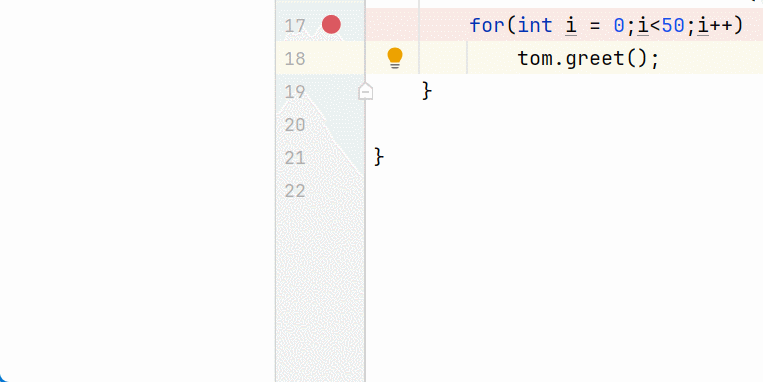 17 for(int i = 0;i<50;i++)
18 tom.greet();
19 }
20
21 }
22